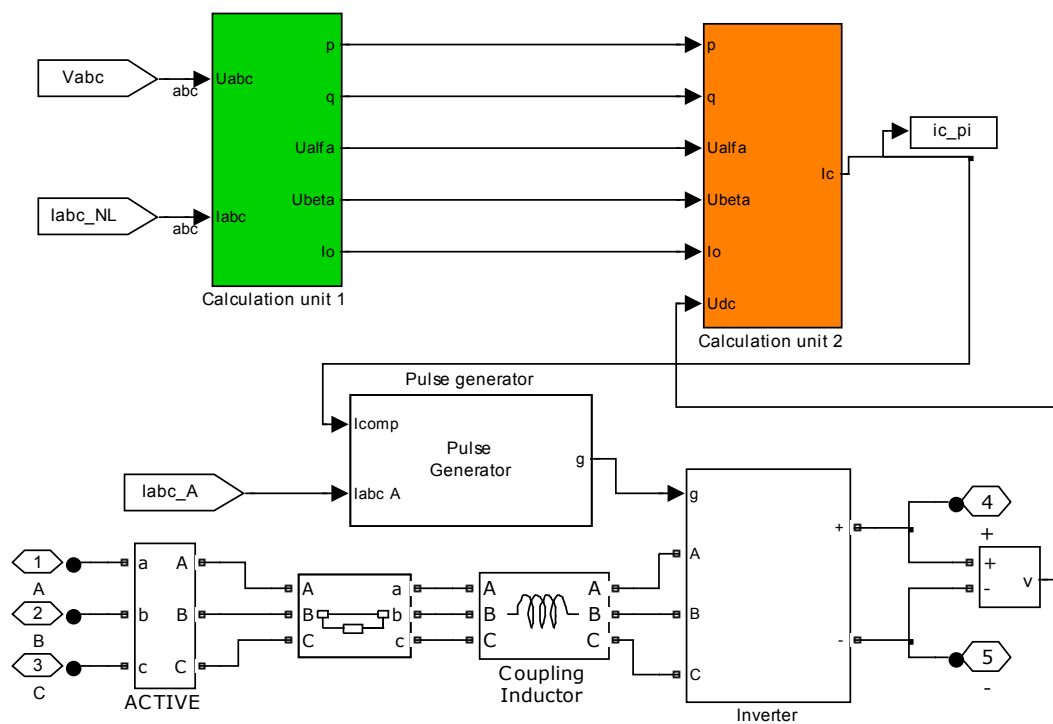 Vabc
abc
Uabc
Iabc_NL
abc
Iabc
p
q
Ualfa
Ubeta
Io
Calculation unit 1
p
q
Ualfa
Ubeta
Io
Udc
Ic
Calculation unit 2
ic_pi
Pulse generator
Icomp
Pulse
Generator
g
Iabc A
Iabc_A
1
A
2
B
3
C
a
b
c
A
B
C
ACTIVE
A
B
C
a
b
c
A
B
C
A
B
C
Coupling
Inductor
g
A
B
C
+
-
Inverter
4
+
+
-
v
5
-